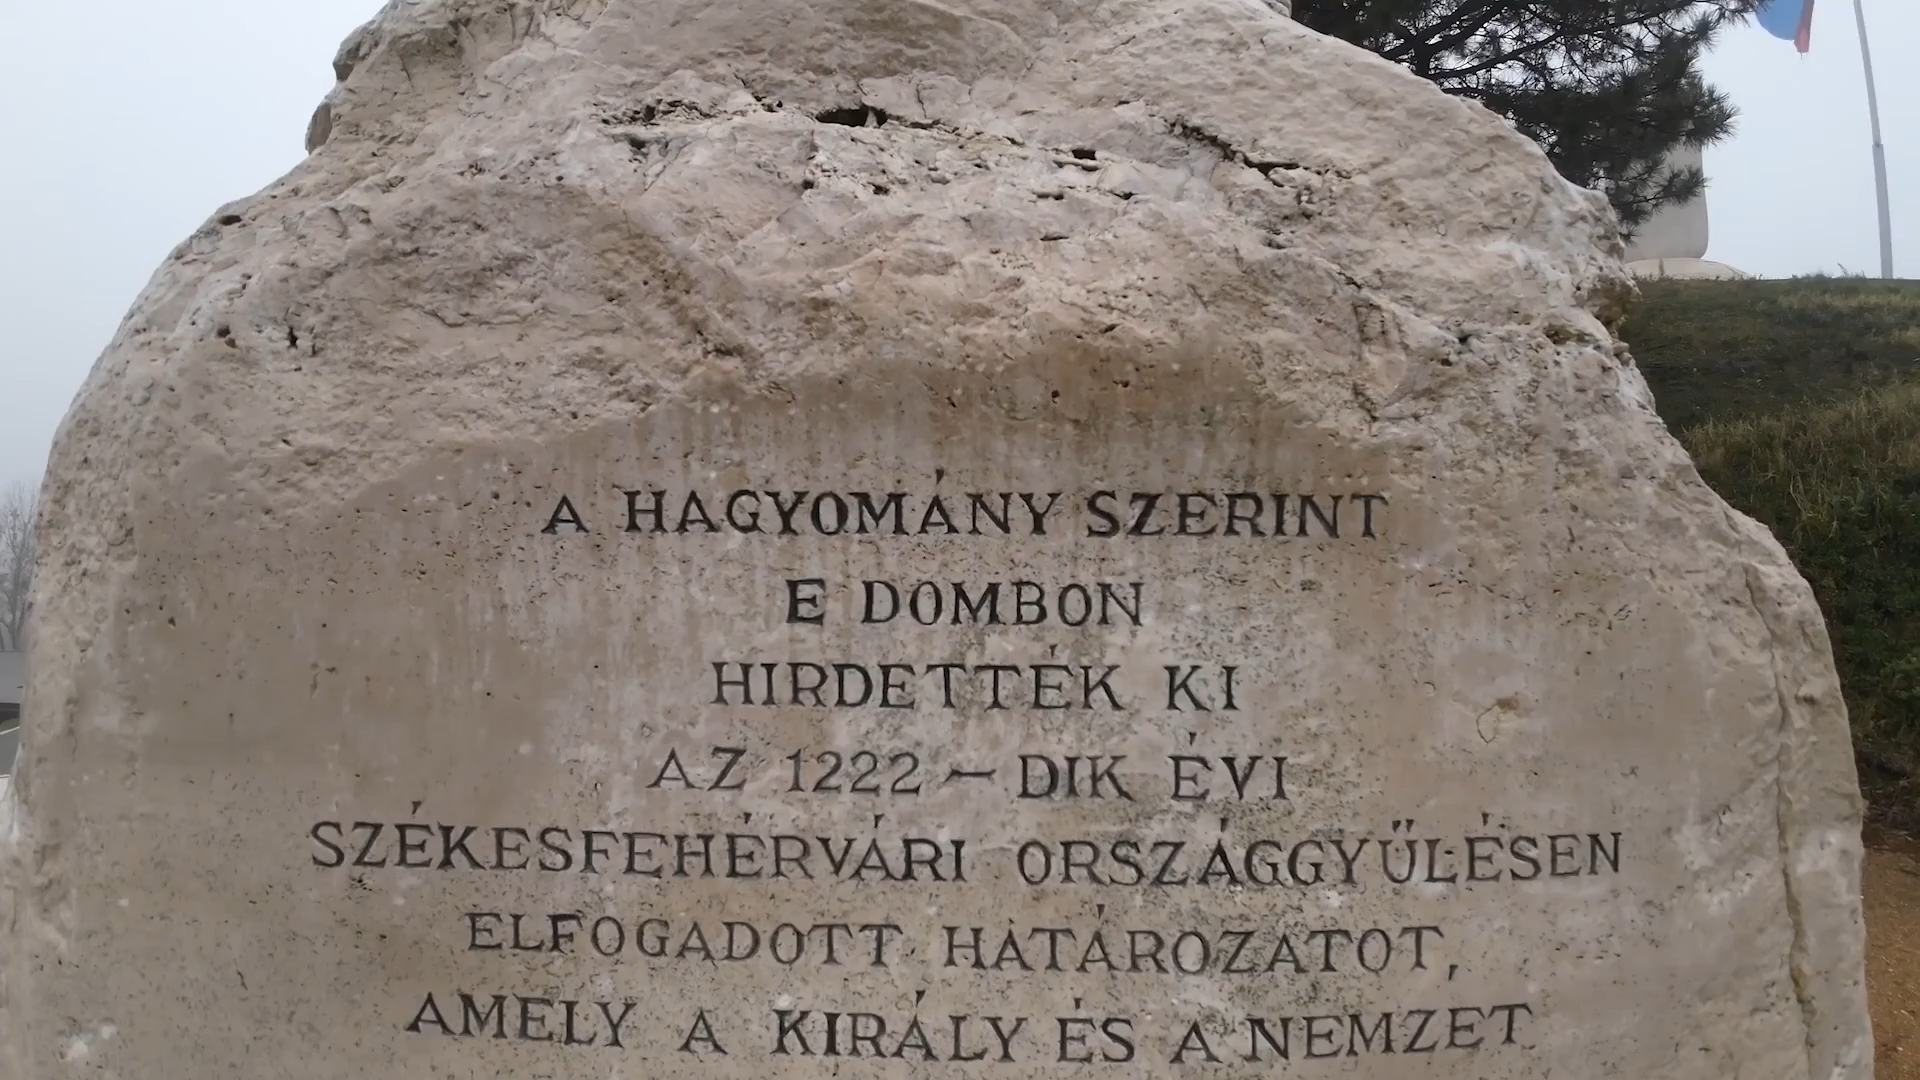 A HAGYOMÁNY SZERINT
E DOMBON
HIRDETTÉK KI
AZ 1222 – DIK ÉVI
SZÉKESFEHÉRVÁRI ORSZÁGGYŰLÉSEN
ELFOGADOTT HATÁROZATOT,
AMELY A KIRÁLY ÉS A NEMZET